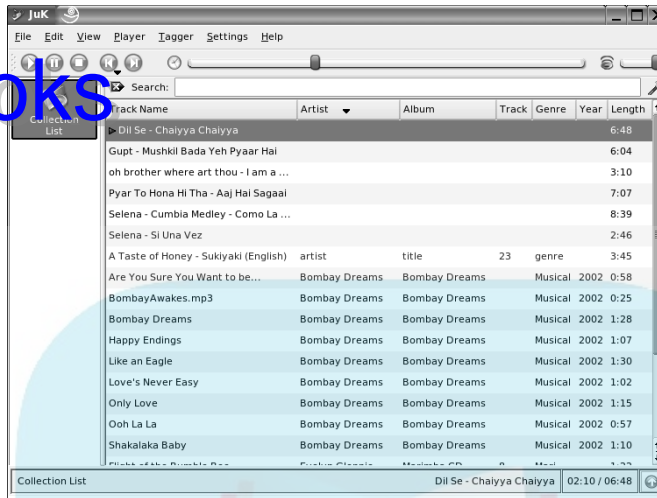 JuK
File Edit View Player Tagger Settings Help
oks
Search:
Collection
List
Track Name Artist Album Track Genre Year Length
Dil Se - Chaiyya Chaiyya 6:48
Gupt - Mushkil Bada Yeh Pyaar Hai 6:04
oh brother where art thou - I am a ... 3:10
Pyar To Hona Hi Tha - Aaj Hai Sagaai 7:07
Selena - Cumbia Medley - Como La ... 8:39
Selena - Si Una Vez 2:46
A Taste of Honey - Sukiyaki (English) artist title 23 genre 3:45
Are You Sure You Want to be... Bombay Dreams Bombay Dreams Musical 2002 0:58
BombayAwakes.mp3 Bombay Dreams Bombay Dreams Musical 2002 0:25
Bombay Dreams Bombay Dreams Bombay Dreams Musical 2002 1:28
Happy Endings Bombay Dreams Bombay Dreams Musical 2002 1:07
Like an Eagle Bombay Dreams Bombay Dreams Musical 2002 1:30
Love's Never Easy Bombay Dreams Bombay Dreams Musical 2002 1:02
Only Love Bombay Dreams Bombay Dreams Musical 2002 1:15
Ooh La La Bombay Dreams Bombay Dreams Musical 2002 0:57
Shakalaka Baby Bombay Dreams Bombay Dreams Musical 2002 1:10
Collection List Dil Se - Chaiyya Chaiyya 02:10 / 06:48